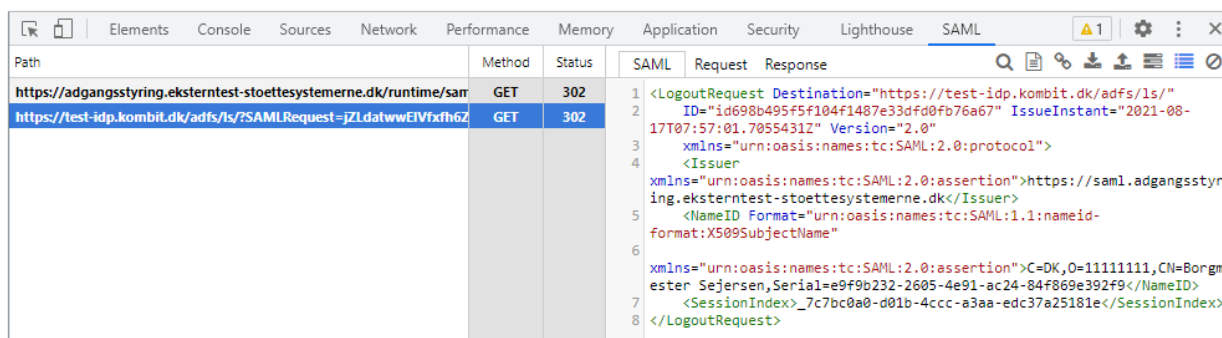 Elements Console Sources Network Performance Memory Application Security Lighthouse SAML 1
Path Method Status
https://adgangsstyring.eksterntest-stoettesystemerne.dk/runtime/sam GET 302
https://test-idp.kombit.dk/adfs/ls/?SAMLRequest=jZLdatwwEIVfxfh6Z GET 302
SAML Request Response
1 <LogoutRequest Destination="https://test-idp.kombit.dk/adfs/ls/"
2 ID="id698b495f5f104f1487e33dfd0fb76a67" IssueInstant="2021-08-
17T07:57:01.7055431Z" Version="2.0"
3 xmlns="urn:oasis:names:tc:SAML:2.0:protocol">
4 <Issuer
xmlns="urn:oasis:names:tc:SAML:2.0:assertion">https://saml.adgangsstyr
ing.eksterntest-stoettesystemerne.dk</Issuer>
5 <NameID Format="urn:oasis:names:tc:SAML:1.1:nameid-
format:X509SubjectName"
6
xmlns="urn:oasis:names:tc:SAML:2.0:assertion">C=DK,O=11111111,CN=Borgm
ester Sejersen,Serial=e9f9b232-2605-4e91-ac24-84f869e392f9</NameID>
7 <SessionIndex>_7c7bc0a0-d01b-4ccc-a3aa-edc37a25181e</SessionIndex>
8 </LogoutRequest>